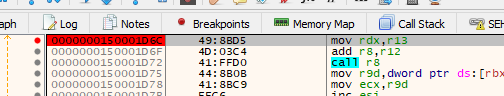 Log Notes Breakpoints Memory Map Call Stack SEH
0000000150001D6C 49:8BD5 mov rdx,r13
0000000150001D6F 4D:03C4 add r8,r12
0000000150001D72 41:FFD0 call r8
0000000150001D75 44:8B0B mov r9d,dword ptr ds:[rbx
0000000150001D78 41:8BC9 mov ecx,r9d